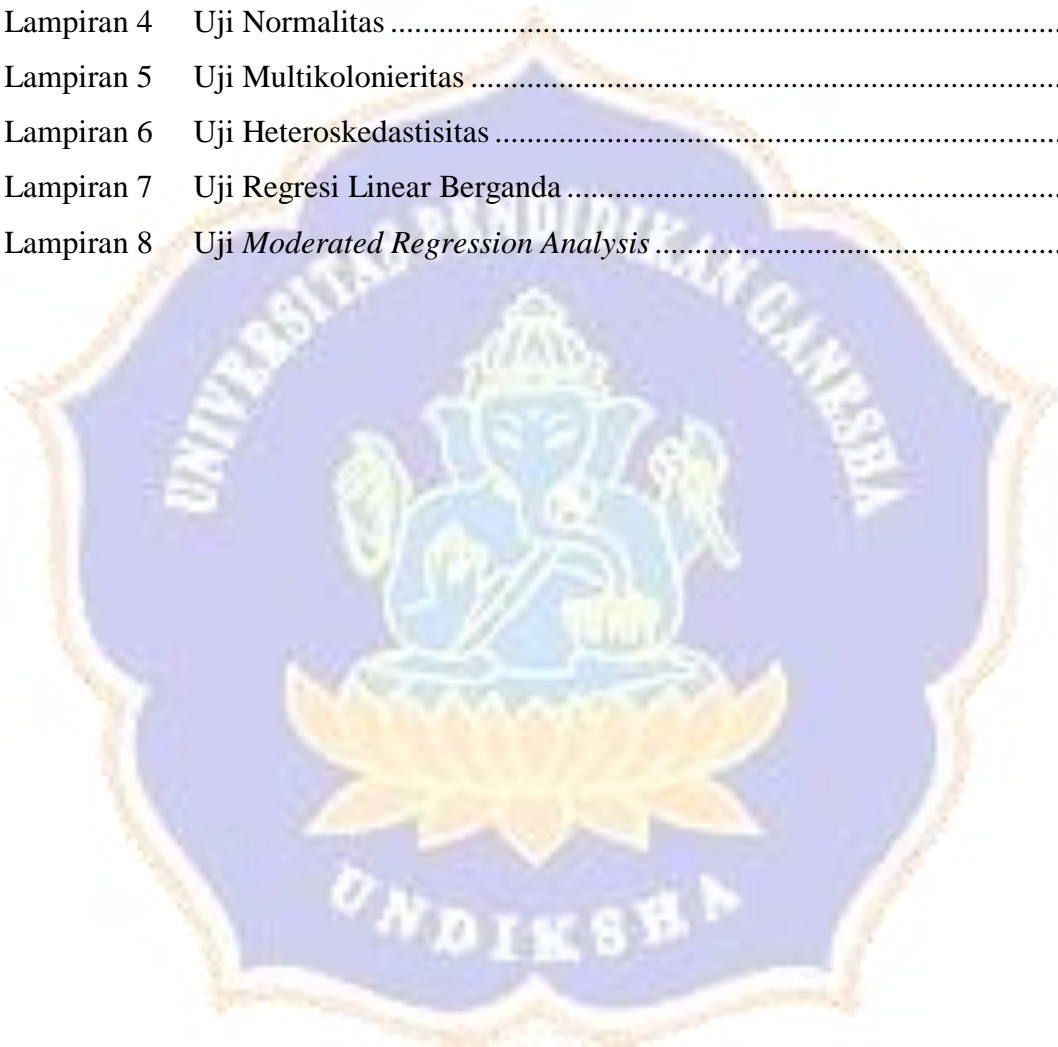 Lampiran 4 Uji Normalitas ....................................................................................
Lampiran 5 Uji Multikolonieritas .........................................................................
Lampiran 6 Uji Heteroskedastisitas ......................................................................
Lampiran 7 Uji Regresi Linear Berganda .............................................................
Lampiran 8 Uji Moderated Regression Analysis ..................................................
UNIVERSITAS PENDIDIKAN GANESHA
UNDIKSHA